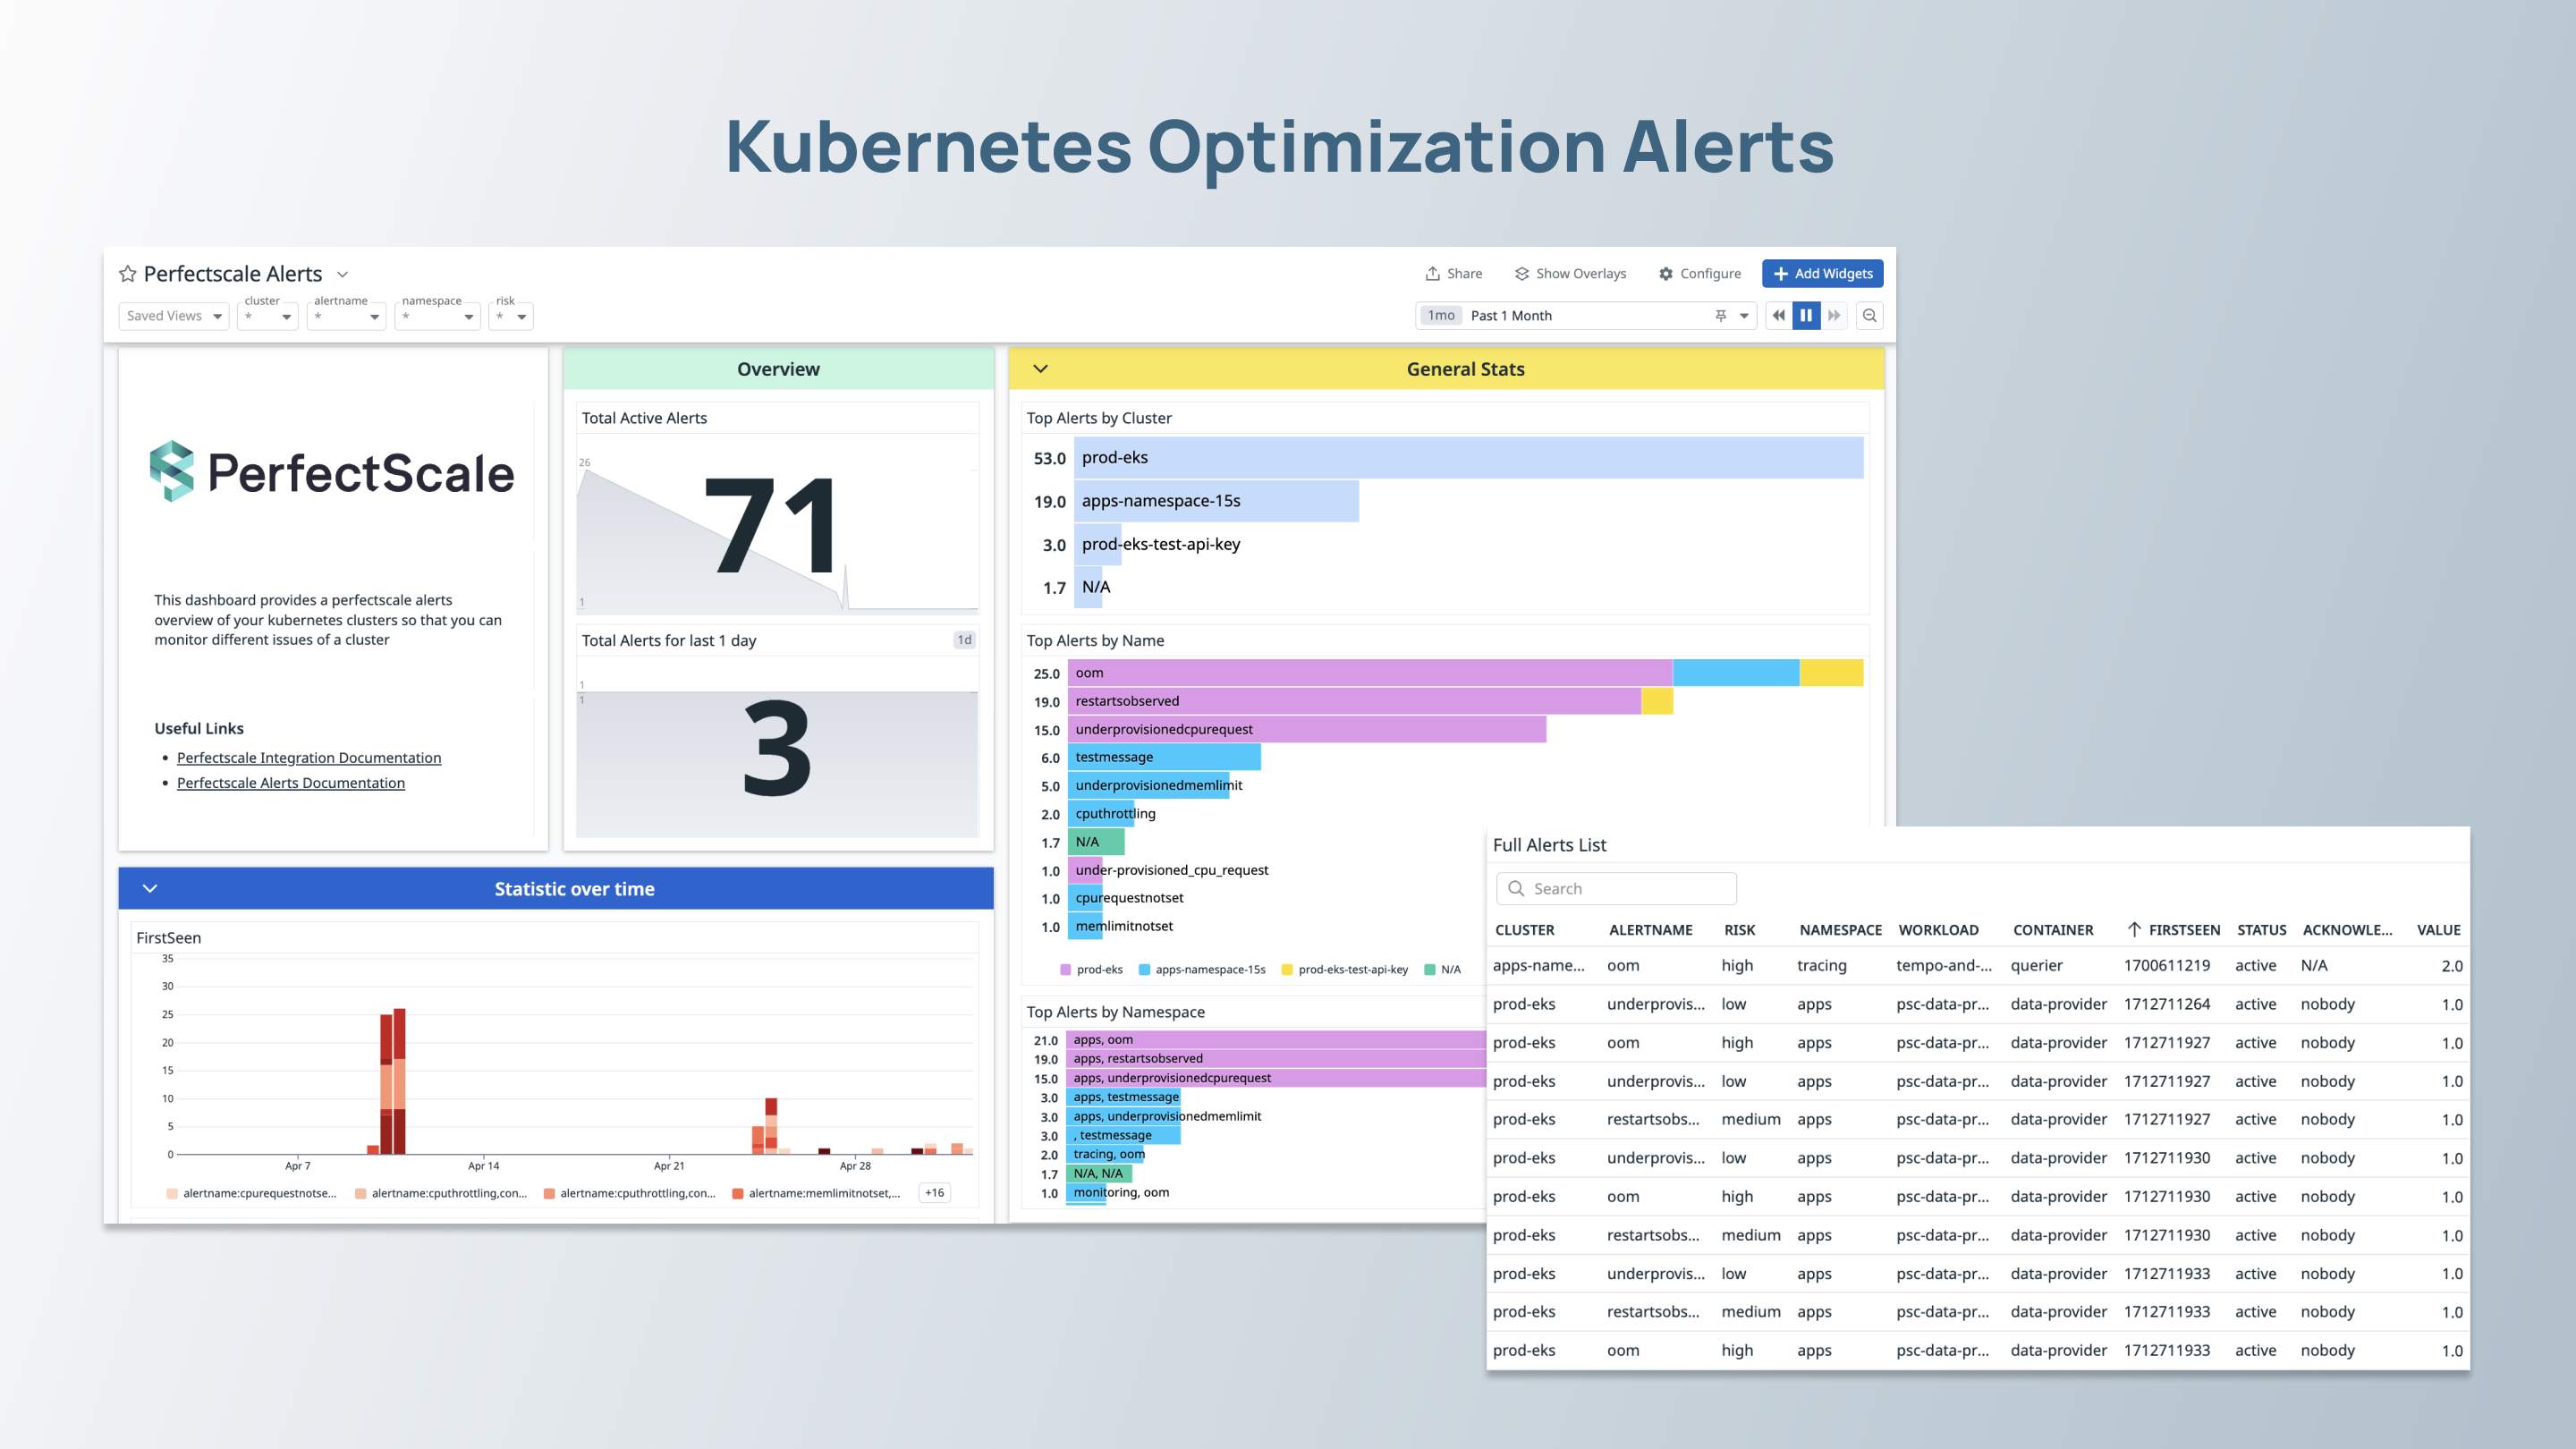 Kubernetes Optimization Alerts
Perfectscale Alerts
Share
Show Overlays
Configure
+ Add Widgets
Saved Views
cluster
*
alertname
*
namespace
*
risk
*
1mo Past 1 Month
PerfectScale
This dashboard provides a perfectscale alerts
overview of your kubernetes clusters so that you can
monitor different issues of a cluster
Useful Links
• Perfectscale Integration Documentation
• Perfectscale Alerts Documentation
Overview
Total Active Alerts
26
71
1
Total Alerts for last 1 day 1d
1
1
3
Statistic over time
FirstSeen
35
30
25
20
15
10
5
0
Apr 7 Apr 14 Apr 21 Apr 28
alertname:cpurequestnotse... alertname:cputhrottling,con... alertname:cputhrottling,con... alertname:memlimitnotset,... +16
General Stats
Top Alerts by Cluster
53.0 prod-eks
19.0 apps-namespace-15s
3.0 prod-eks-test-api-key
1.7 N/A
Top Alerts by Name
25.0 oom
19.0 restartsobserved
15.0 underprovisionedcpurequest
6.0 testmessage
5.0 underprovisionedmemlimit
2.0 cputhrottling
1.7 N/A
1.0 under-provisioned_cpu_request
1.0 cpurequestnotset
1.0 memlimitnotset
prod-eks apps-namespace-15s prod-eks-test-api-key N/A
Top Alerts by Namespace
21.0 apps, oom
19.0 apps, restartsobserved
15.0 apps, underprovisionedcpurequest
3.0 apps, testmessage
3.0 apps, underprovisionedmemlimit
3.0 , testmessage
2.0 tracing, oom
1.7 N/A, N/A
1.0 monitoring, oom
Full Alerts List
Search
CLUSTER ALERTNAME RISK NAMESPACE WORKLOAD CONTAINER ↑ FIRSTSEEN STATUS ACKNOWLE... VALUE
apps-name... oom high tracing tempo-and-... querier 1700611219 active N/A 2.0
prod-eks underprovis... low apps psc-data-pr... data-provider 1712711264 active nobody 1.0
prod-eks oom high apps psc-data-pr... data-provider 1712711927 active nobody 1.0
prod-eks underprovis... low apps psc-data-pr... data-provider 1712711927 active nobody 1.0
prod-eks restartsobs... medium apps psc-data-pr... data-provider 1712711927 active nobody 1.0
prod-eks underprovis... low apps psc-data-pr... data-provider 1712711930 active nobody 1.0
prod-eks oom high apps psc-data-pr... data-provider 1712711930 active nobody 1.0
prod-eks restartsobs... medium apps psc-data-pr... data-provider 1712711930 active nobody 1.0
prod-eks underprovis... low apps psc-data-pr... data-provider 1712711933 active nobody 1.0
prod-eks restartsobs... medium apps psc-data-pr... data-provider 1712711933 active nobody 1.0
prod-eks oom high apps psc-data-pr... data-provider 1712711933 active nobody 1.0